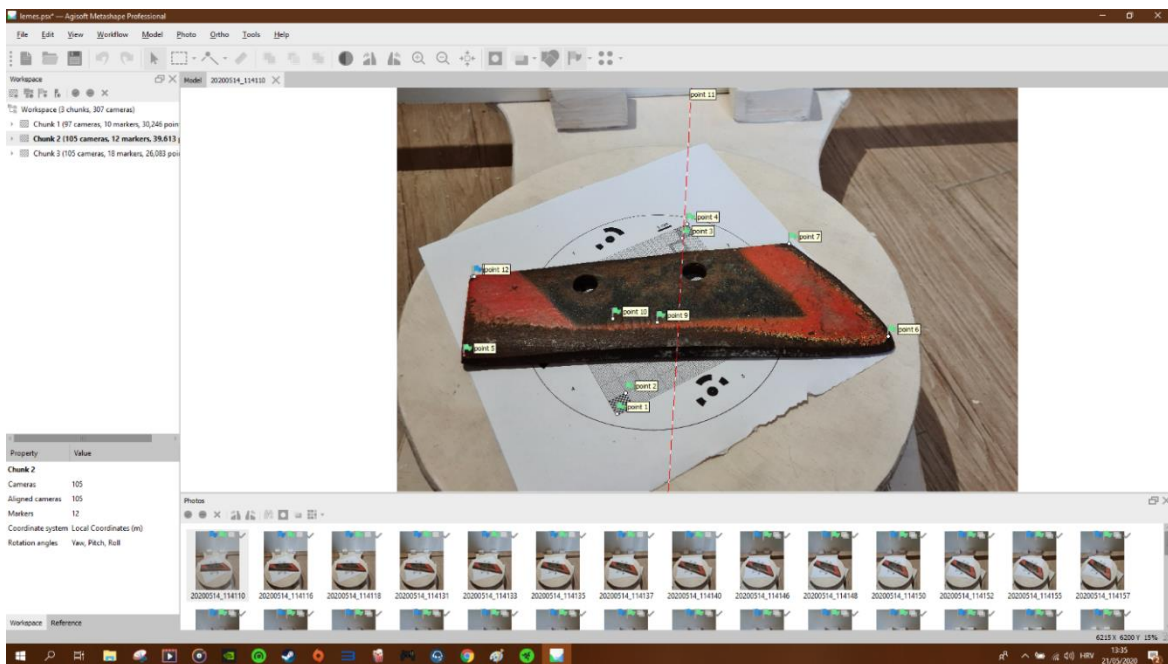 lemes.psx* — Agisoft Metashape Professional
File Edit View Workflow Model Photo Ortho Tools Help
Workspace
Model 20200514_114110
Workspace (3 chunks, 307 cameras)
Chunk 1 (97 cameras, 10 markers, 30,246 poin
Chunk 2 (105 cameras, 12 markers, 39,613 p
Chunk 3 (105 cameras, 18 markers, 26,083 poi
point 11
point 4
point 3
point 7
point 12
point 10
point 9
point 6
point 5
point 2
point 1
Property Value
Chunk 2
Cameras 105
Aligned cameras 105
Markers 12
Coordinate system Local Coordinates (m)
Rotation angles Yaw, Pitch, Roll
Photos
20200514_114110 20200514_114116 20200514_114118 20200514_114131 20200514_114133 20200514_114135 20200514_114137 20200514_114140 20200514_114146 20200514_114148 20200514_114150 20200514_114152 20200514_114155 20200514_114157
Workspace Reference
6215 X 6200 Y 15%
HRV
13:35
21/05/2020